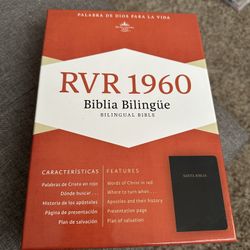 PALABRA DE DIOS PARA LA VIDA
RVR 1960
Biblia Bilingüe
BILINGUAL BIBLE
CARACTERÍSTICAS
Palabras de Cristo en rojo
Dónde buscar . . .
Historia de los apóstoles
Página de presentación
Plan de salvación
FEATURES
Words of Christ in red
Where to turn when . . .
Apostles and their history
Presentation page
Plan of salvation
SANTA BIBLIA